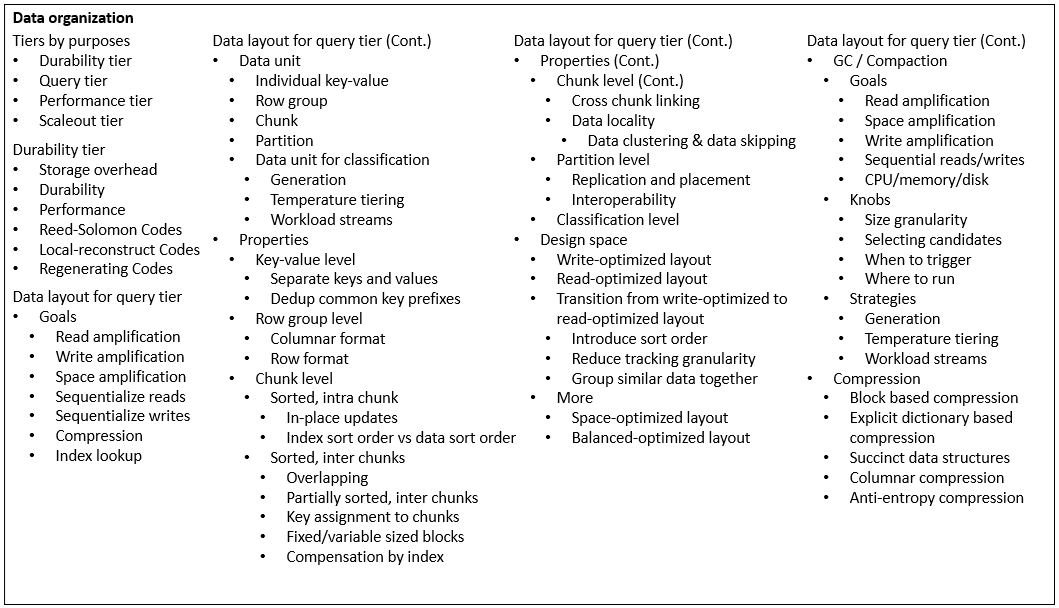 Data organization
Tiers by purposes
• Durability tier
• Query tier
• Performance tier
• Scaleout tier
Durability tier
• Storage overhead
• Durability
• Performance
• Reed-Solomon Codes
• Local-reconstruct Codes
• Regenerating Codes
Data layout for query tier
• Goals
• Read amplification
• Write amplification
• Space amplification
• Sequentialize reads
• Sequentialize writes
• Compression
• Index lookup
Data layout for query tier (Cont.)
• Data unit
• Individual key-value
• Row group
• Chunk
• Partition
• Data unit for classification
• Generation
• Temperature tiering
• Workload streams
• Properties
• Key-value level
• Separate keys and values
• Dedup common key prefixes
• Row group level
• Columnar format
• Row format
• Chunk level
• Sorted, intra chunk
• In-place updates
• Index sort order vs data sort order
• Sorted, inter chunks
• Overlapping
• Partially sorted, inter chunks
• Key assignment to chunks
• Fixed/variable sized blocks
• Compensation by index
Data layout for query tier (Cont.)
• Properties (Cont.)
• Chunk level (Cont.)
• Cross chunk linking
• Data locality
• Data clustering & data skipping
• Partition level
• Replication and placement
• Interoperability
• Classification level
• Design space
• Write-optimized layout
• Read-optimized layout
• Transition from write-optimized to
read-optimized layout
• Introduce sort order
• Reduce tracking granularity
• Group similar data together
• More
• Space-optimized layout
• Balanced-optimized layout
Data layout for query tier (Cont.)
• GC / Compaction
• Goals
• Read amplification
• Space amplification
• Write amplification
• Sequential reads/writes
• CPU/memory/disk
• Knobs
• Size granularity
• Selecting candidates
• When to trigger
• Where to run
• Strategies
• Generation
• Temperature tiering
• Workload streams
• Compression
• Block based compression
• Explicit dictionary based
compression
• Succinct data structures
• Columnar compression
• Anti-entropy compression